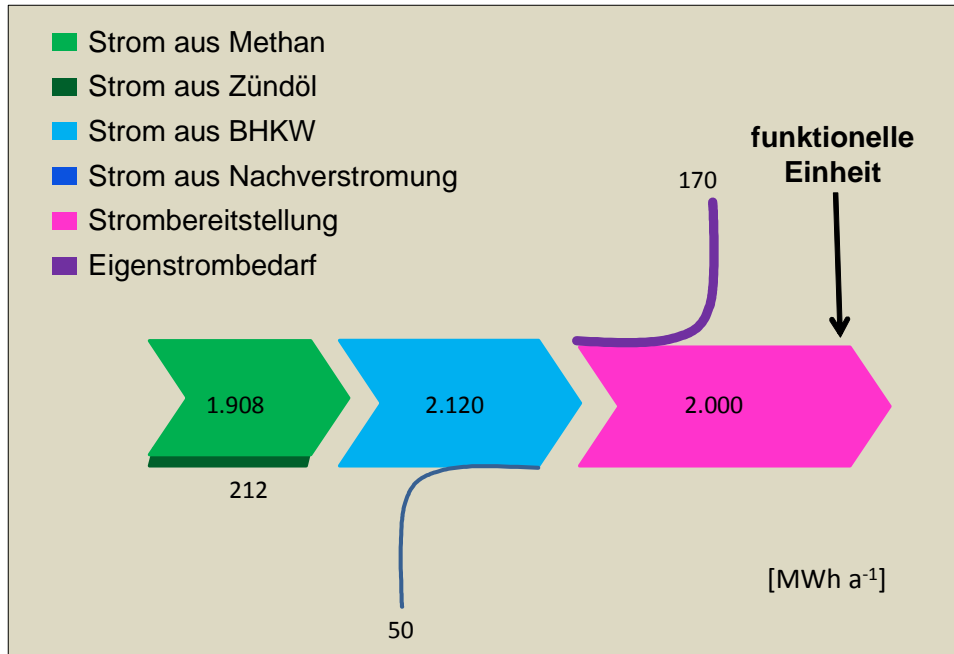 Strom aus Methan
Strom aus Zündöl
Strom aus BHKW
Strom aus Nachverstromung
Strombereitstellung
Eigenstrombedarf
funktionelle
Einheit
170
1.908
2.120
2.000
212
50
[MWh a⁻¹]